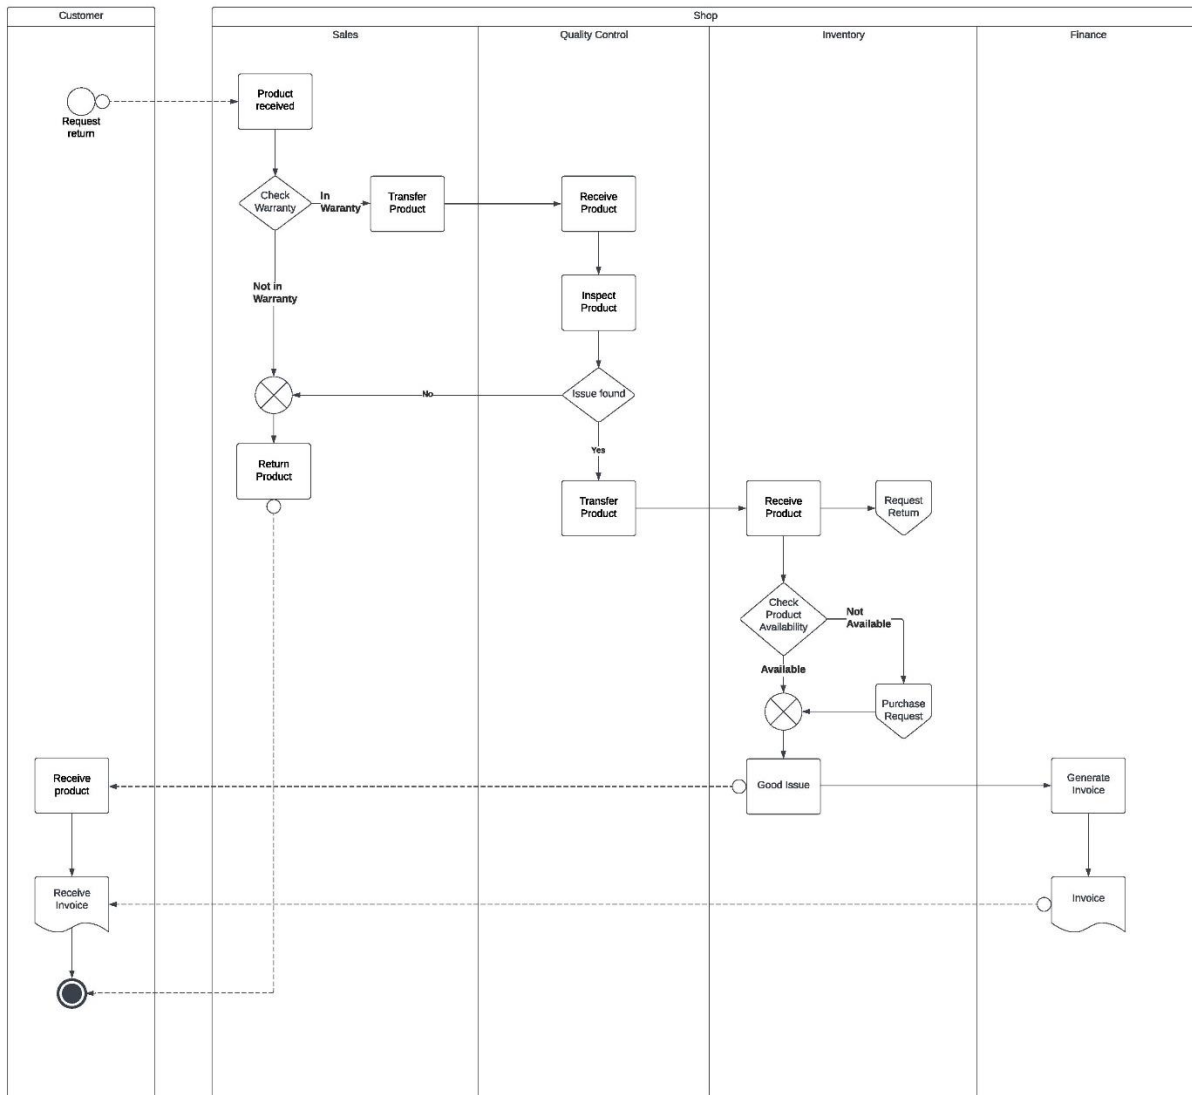 Customer
Shop
Sales
Quality Control
Inventory
Finance
Request
return
Product
received
Check
Warranty
In
Waranty
Transfer
Product
Receive
Product
Not in
Warranty
Inspect
Product
Issue found
No
Yes
Return
Product
Transfer
Product
Receive
Product
Request
Return
Check
Product
Availability
Not
Available
Available
Purchase
Request
Receive
product
Good Issue
Generate
Invoice
Receive
Invoice
Invoice